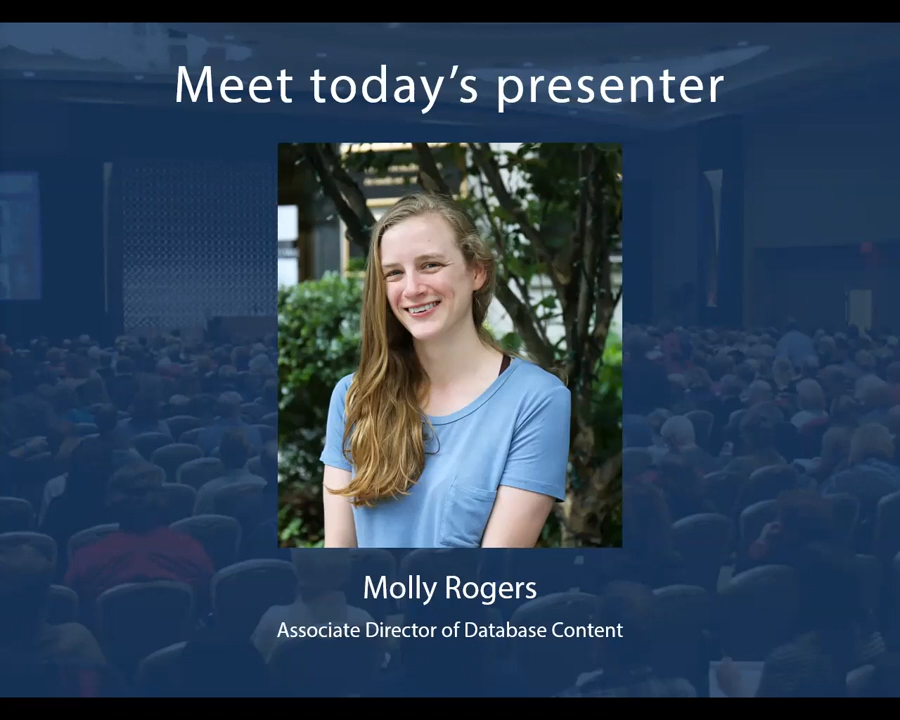 Meet today’s presenter
Molly Rogers
Associate Director of Database Content